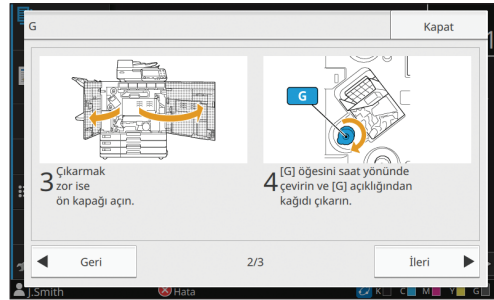 G
Kapat
G
3 Çıkarmak
zor ise
ön kapağı açın.
4 [G] öğesini saat yönünde
çevirin ve [G] açıklığından
kağıdı çıkarın.
Geri
2/3
İleri
J.Smith
Hata
K C M Y G